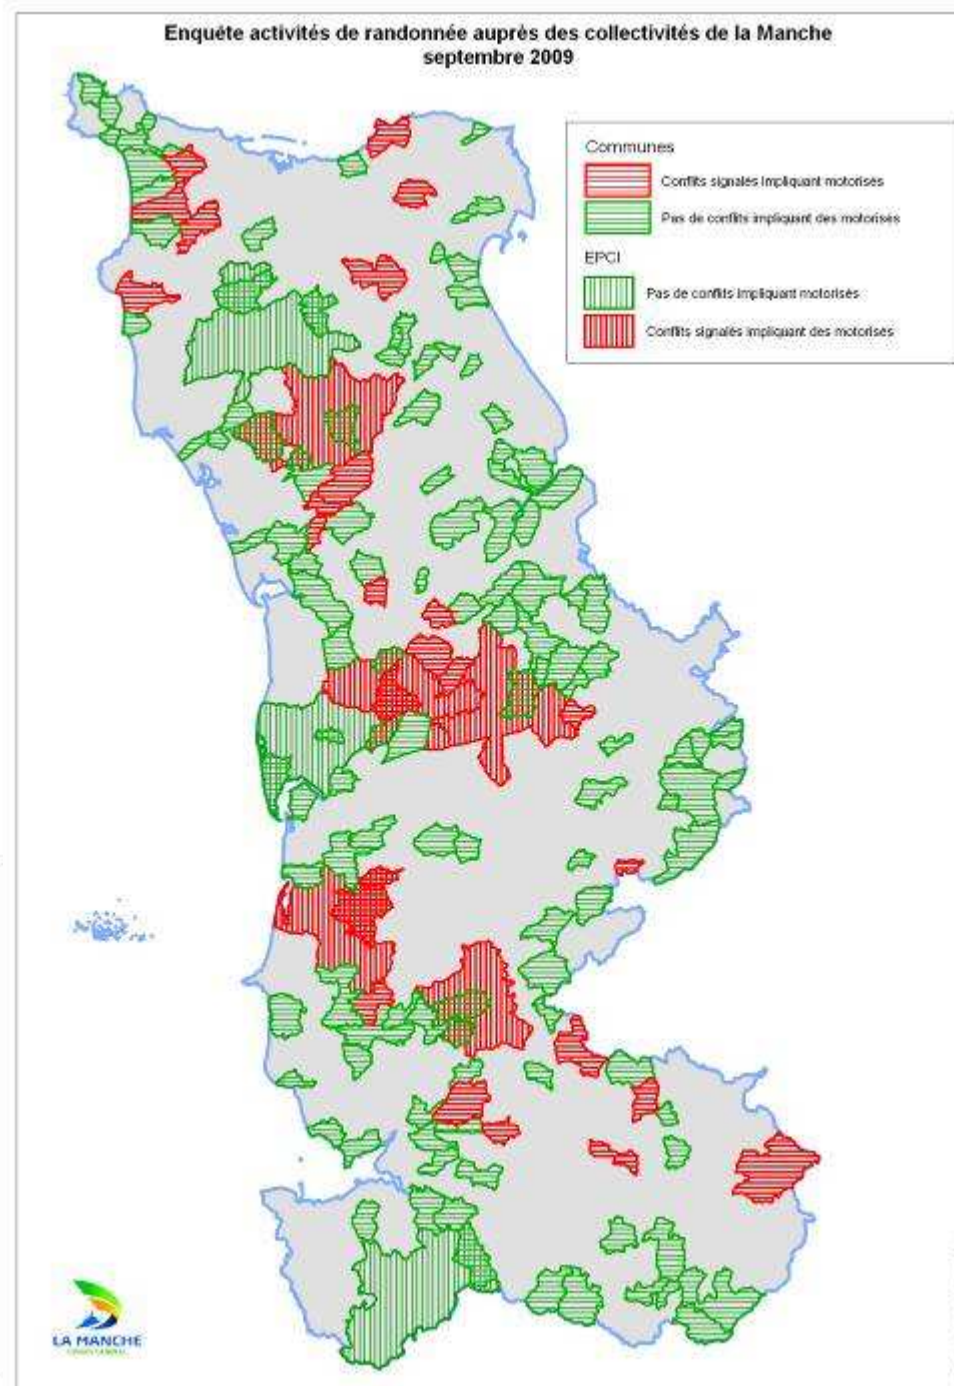 Enquête activités de randonnée auprès des collectivités de la Manche
septembre 2009
Communes
Conflits signalés impliquant motorisés
Pas de conflits impliquant des motorisés
EPCI
Pas de conflits impliquant motorisés
Conflits signalés impliquant des motorisés
LA MANCHE